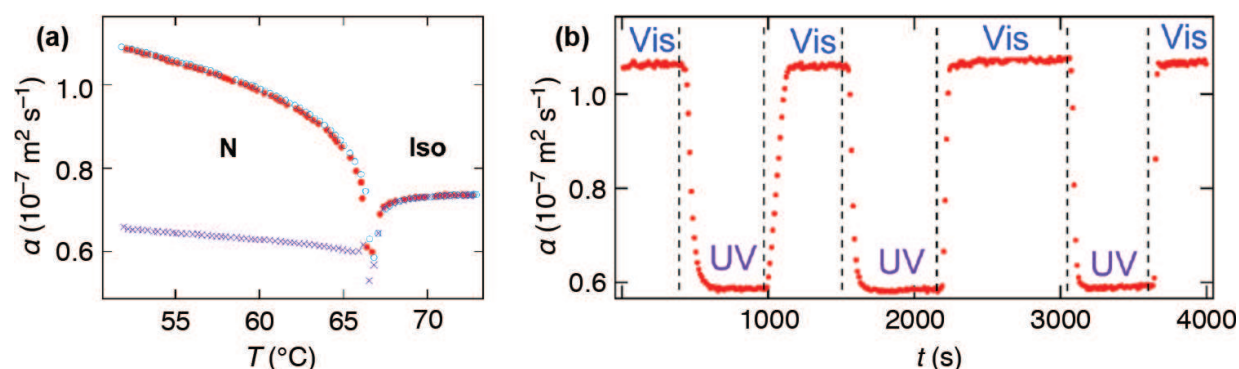 (a)
α (10⁻⁷ m² s⁻¹)
1.0
0.8
0.6
N
Iso
55
60
65
70
T (°C)
(b)
α (10⁻⁷ m² s⁻¹)
1.0
0.8
0.6
Vis
Vis
Vis
Vis
UV
UV
UV
0
1000
2000
3000
4000
t (s)